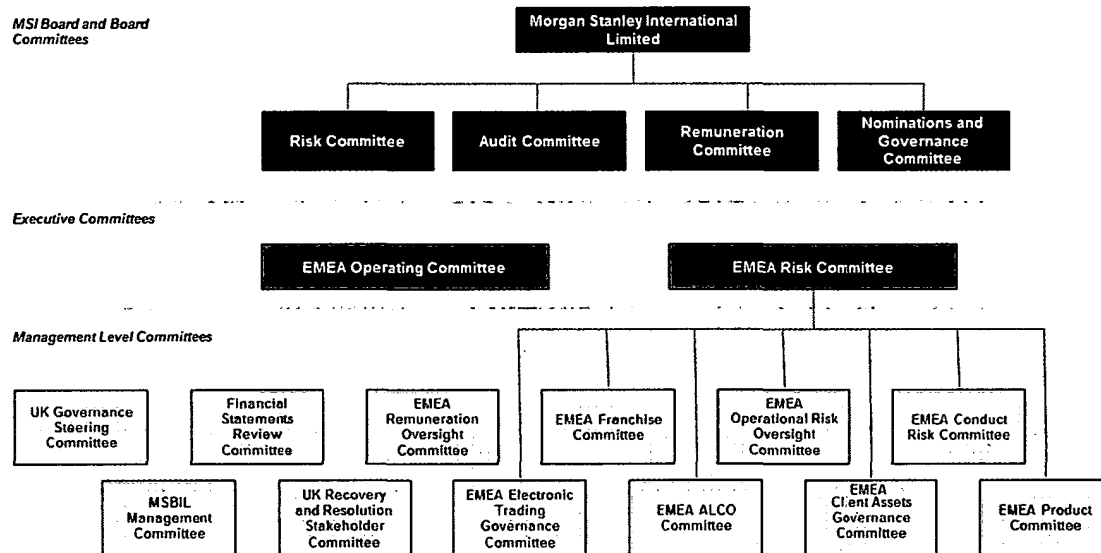 MSI Board and Board
Committees
Morgan Stanley International
Limited
Risk Committee
Audit Committee
Remuneration
Committee
Nominations and
Governance
Committee
Executive Committees
EMEA Operating Committee
EMEA Risk Committee
Management Level Committees
UK Governance
Steering
Committee
Financial
Statements
Review
Committee
EMEA
Remuneration
Oversight
Committee
EMEA Franchise
Committee
EMEA
Operational Risk
Oversight
Committee
EMEA Conduct
Risk Committee
MSBIL
Management
Committee
UK Recovery
and Resolution
Stakeholder
Committee
EMEA Electronic
Trading
Governance
Committee
EMEA ALCO
Committee
EMEA
Client Assets
Governance
Committee
EMEA Product
Committee